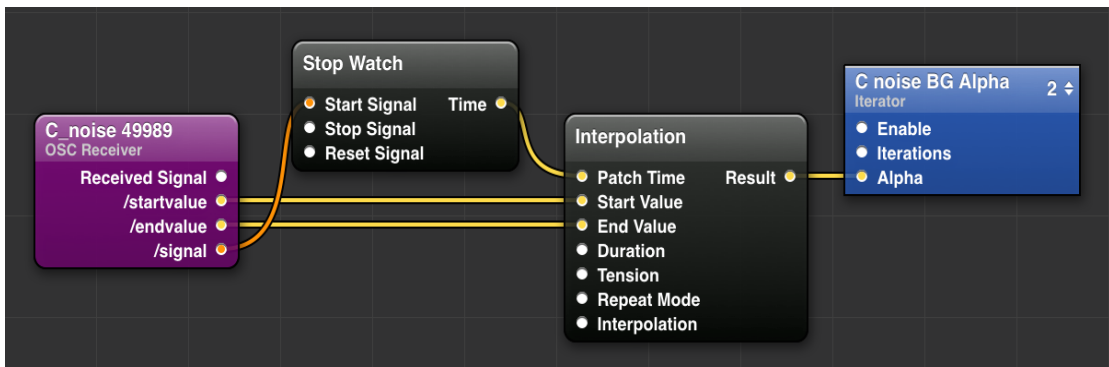 Stop Watch
Start Signal Time
Stop Signal
Reset Signal
C_noise 49989
OSC Receiver
Received Signal
/startvalue
/endvalue
/signal
Interpolation
Patch Time Result
Start Value
End Value
Duration
Tension
Repeat Mode
Interpolation
C noise BG Alpha 2
Iterator
Enable
Iterations
Alpha